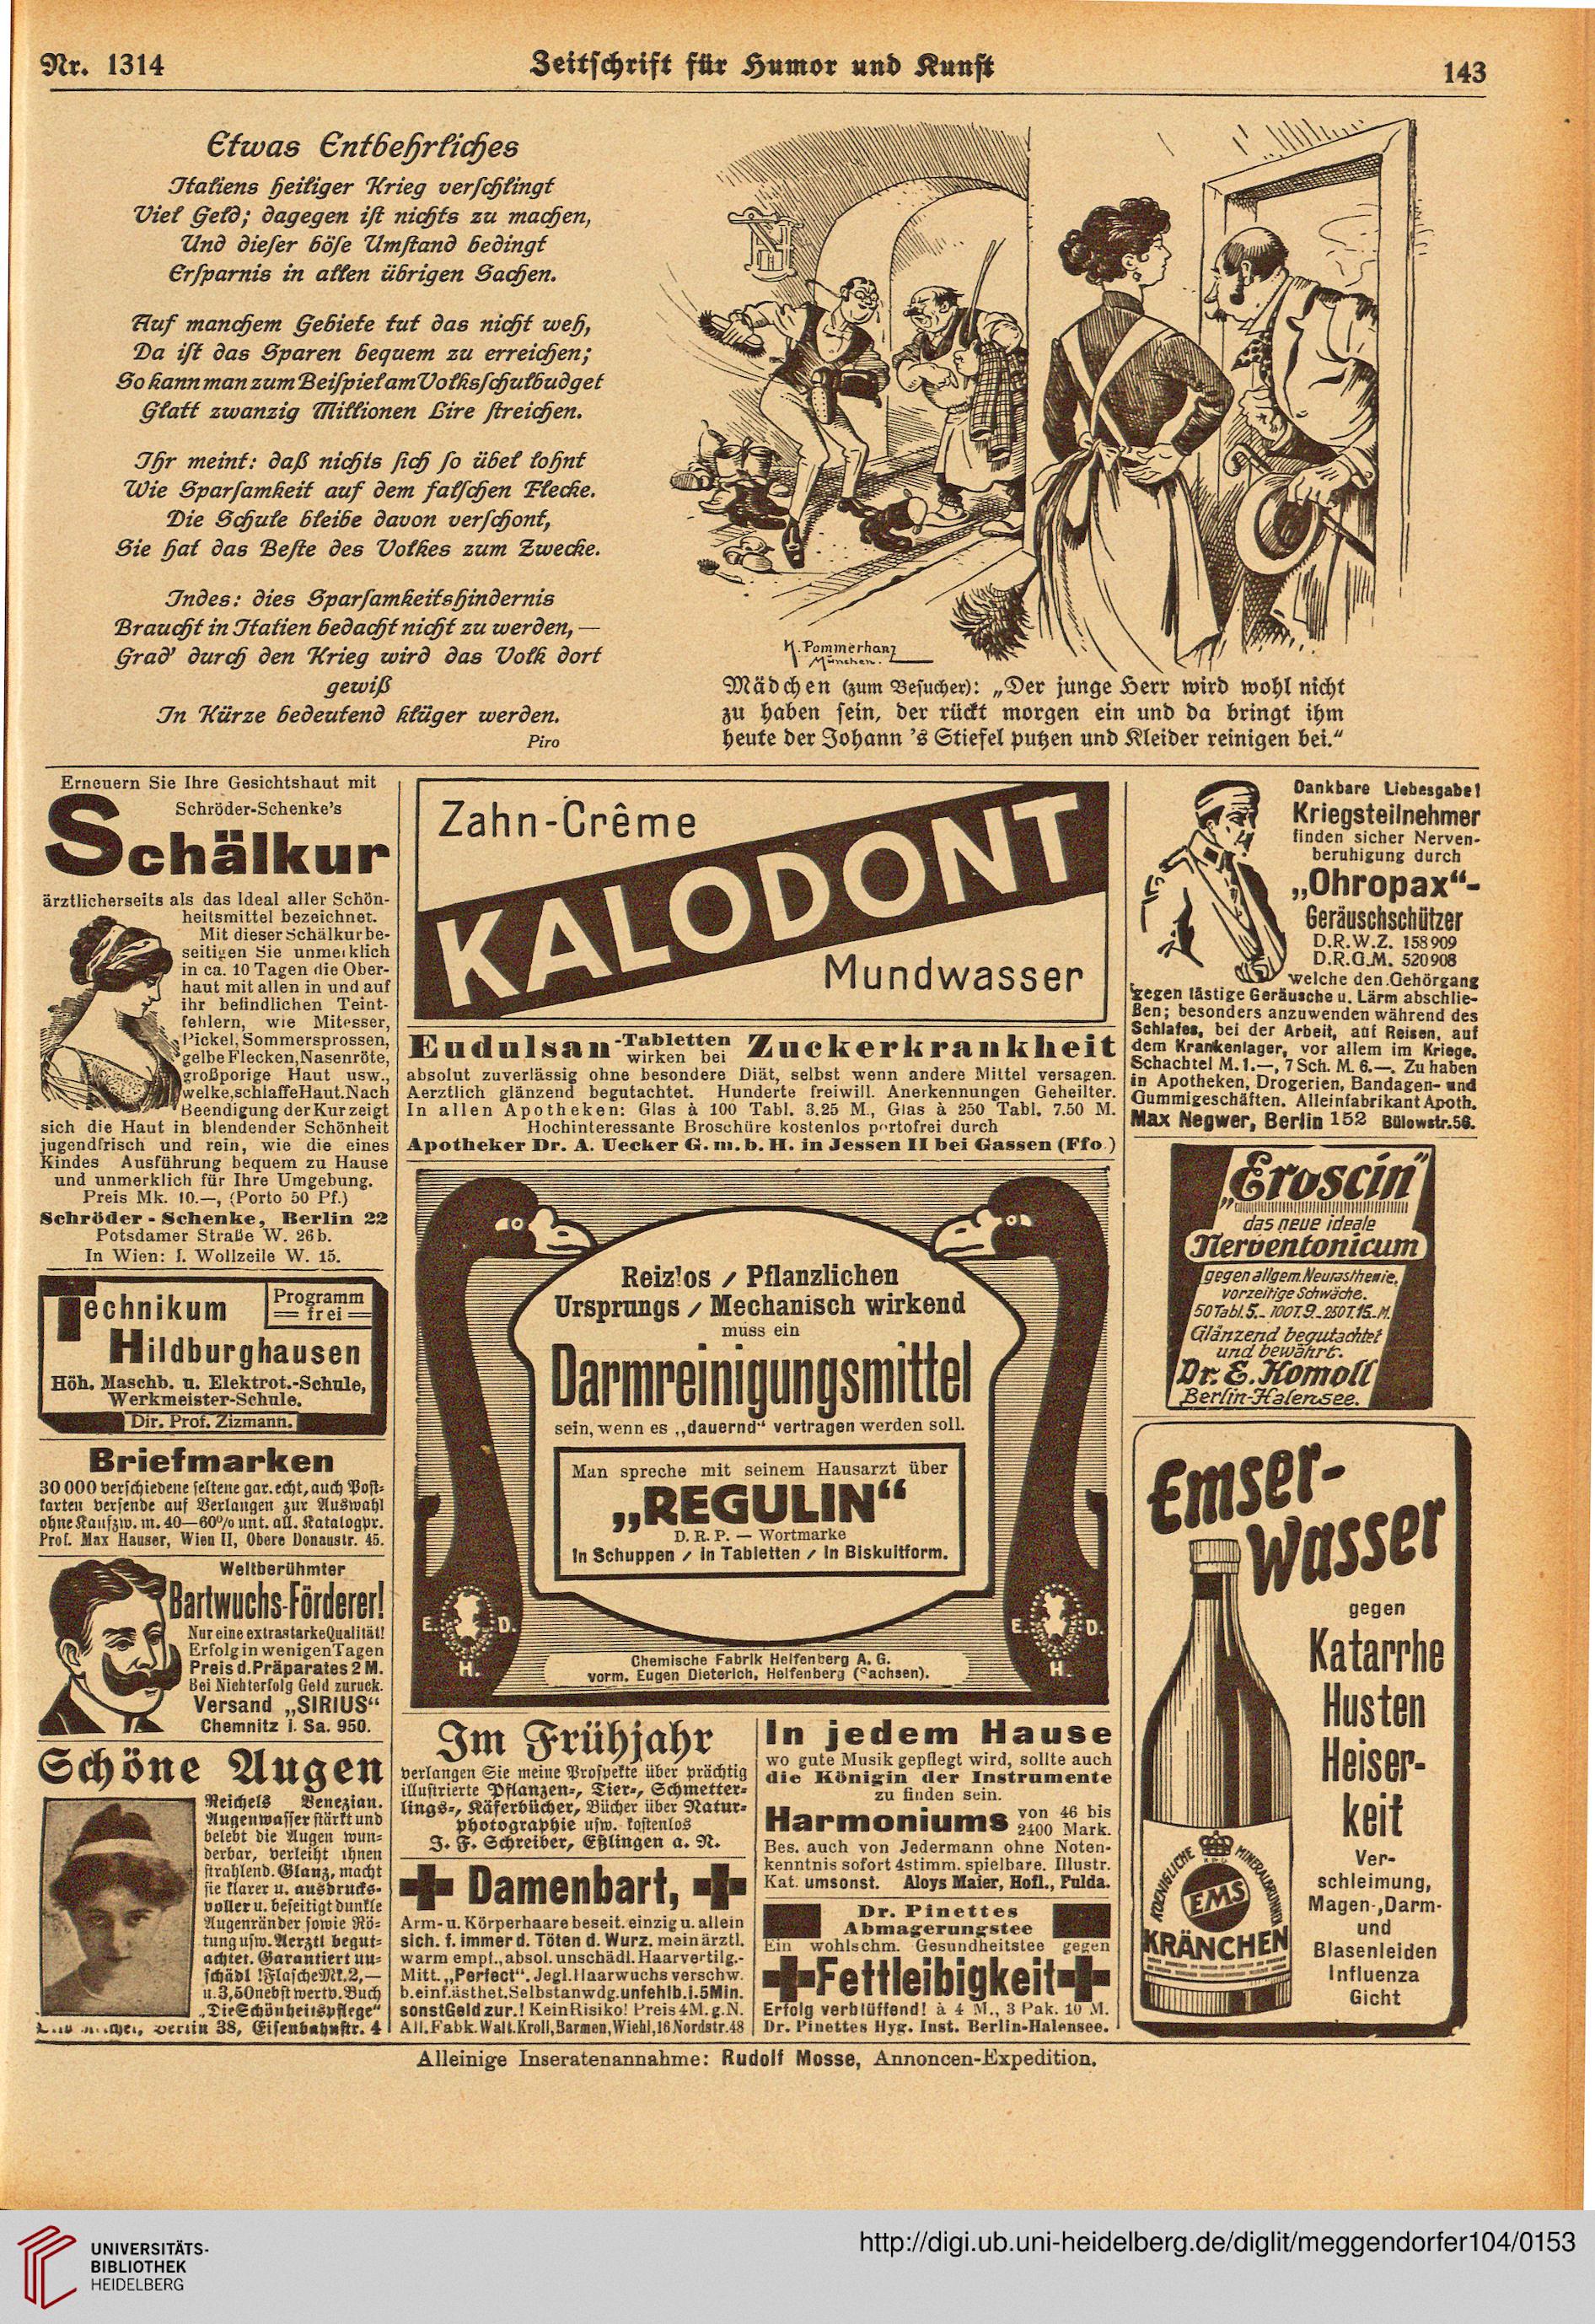 Nr. 1314
Zeitschrift für Humor und Kunst
143
Etwas Entbehrliches
Italiens heiliger Krieg verschlingt
Viel Geld; dagegen ist nichts zu machen,
Und dieser böse Umstand bedingt
Ersparnis in allen übrigen Sachen.
Auf manchem Gebiete tut das nicht weh,
Da ist das Sparen bequem zu erreichen;
So kann man zum Beispiel am Volksschulbudget
Glatt zwanzig Millionen Lire streichen.
Ihr meint: daß nichts sich so übel lohnt
Wie Sparsamkeit auf dem falschen Flecke.
Die Schule bleibe davon verschont,
Sie hat das Beste des Volkes zum Zwecke.
Indes: dies Sparsamkeitshindernis
Braucht in Italien bedacht nicht zu werden, —
Grad' durch den Krieg wird das Volk dort
gewiß
In Kürze bedeutend klüger werden.
Piro
K. Pommerhanz
München.
Mädchen (zum Besucher): „Der junge Herr wird wohl nicht
zu haben sein, der rückt morgen ein und da bringt ihm
heute der Johann 's Stiefel putzen und Kleider reinigen bei."
Erneuern Sie Ihre Gesichtshaut mit
Schröder-Schenke's
Schälkur
ärztlicherseits als das Ideal aller Schön-
heitsmittel bezeichnet.
Mit dieser Schälkur be-
seitigen Sie unmerklich
in ca. 10 Tagen die Ober-
haut mit allen in und auf
ihr befindlichen Teint-
fehlern, wie Mitesser,
Pickel, Sommersprossen,
gelbe Flecken, Nasenröte,
großporige Haut usw.,
welke, schlaffe Haut. Nach
Beendigung der Kur zeigt
sich die Haut in blendender Schönheit
jugendfrisch und rein, wie die eines
Kindes Ausführung bequem zu Hause
und unmerklich für Ihre Umgebung.
Preis Mk. 10.—, (Porto 50 Pf.)
Schröder - Schenke, Berlin 22
Potsdamer Straße W. 26b.
In Wien: I. Wollzeile W. 15.
Technikum
Programm
frei
Hildburghausen
Höh. Maschb. u. Elektrot.-Schule,
Werkmeister-Schule.
Dir. Prof. Zizmann.
Briefmarken
30 000 verschiedene seltene gar. echt, auch Post-
karten versende auf Verlangen zur Auswahl
ohne Kaufzw. m. 40—60% unt. all. Katalogpr.
Prof. Max Hauser, Wien II, Obere Donaustr. 45.
Weltberühmter
Bartwuchs-Förderer!
Nur eine extrastarke Qualität!
Erfolg in wenigen Tagen
Preis d. Präparates 2 M.
Bei Nichterfolg Geld zurück.
Versand „SIRIUS"
Chemnitz i. Sa. 950.
Schöne Augen
Reichels Venezian.
Augenwasser stärkt und
belebt die Augen wun-
derbar, verleiht ihnen
strahlend. Glanz, macht
sie klarer u. ausdrucks-
voller u. beseitigt dunkle
Augenränder sowie Rö-
tung usw. Aerztl begut-
achtet. Garantiert un-
schädl! Flasche Mk. 2,—
u. 3,50 nebst wertv. Buch
„Die Schönheitspflege"
Berlin 38, Eisenbahnstr. 4
Zahn-Crême
KALODONT
Mundwasser
Eudulsan-Tabletten wirken bei Zuckerkrankheit
absolut zuverlässig ohne besondere Diät, selbst wenn andere Mittel versagen.
Aerztlich glänzend begutachtet. Hunderte freiwill. Anerkennungen Geheilter.
In allen Apotheken: Glas à 100 Tabl. 3.25 M., Glas à 250 Tabl. 7.50 M.
Hochinteressante Broschüre kostenlos portofrei durch
Apotheker Dr. A. Uecker G. m. b. H. in Jessen II bei Gassen (Ffo.)
Reizlos / Pflanzlichen
Ursprungs / Mechanisch wirkend
muss ein
Darmreinigungsmittel
sein, wenn es „dauernd" vertragen werden soll.
Man spreche mit seinem Hausarzt über
„REGULIN"
D. R. P. — Wortmarke
In Schuppen / In Tabletten / In Biskuitform.
E. D.
H.
E. D.
H.
Chemische Fabrik Helfenberg A. G.
vorm. Eugen Dieterich, Helfenberg (Sachsen).
Im Frühjahr
verlangen Sie meine Prospekte über prächtig
illustrierte Pflanzen-, Tier-, Schmetter-
lings-, Käferbücher, Bücher über Natur-
photographie usw. kostenlos
J. F. Schreiber, Eßlingen a. N.
Damenbart,
Arm- u. Körperhaare beseit. einzig u. allein
sich. f. immer d. Töten d. Wurz. mein ärztl.
warm empf., absol. unschädl. Haarvertilg.-
Mitt. „Perfect". Jegl. Haarwuchs verschw.
b. einf. ästhet. Selbstanwdg. unfehlb. i. 5 Min.
sonst Geld zur.! Kein Risiko! Preis 4 M. g. N.
All. Fabk. Walt. Kroll, Barmen, Wichl, 16 Nordstr. 48
In jedem Hause
wo gute Musik gepflegt wird, sollte auch
die Königin der Instrumente
zu finden sein.
Harmoniums von 46 bis
2400 Mark.
Bes. auch von Jedermann ohne Noten-
kenntnis sofort 4stimm. spielbare. Illustr.
Kat. umsonst. Aloys Maier, Hofl., Fulda.
Dr. Pinettes
Abmagerungstee
Ein wohlschm. Gesundheitstee gegen
Fettleibigkeit
Erfolg verblüffend! à 4 M., 3 Pak. 10 M.
Dr. Pinettes Hyg. Inst. Berlin-Halensee.
Dankbare Liebesgabe!
Kriegsteilnehmer
finden sicher Nerven-
beruhigung durch
„Ohropax"-
Geräuschschützer
D.R.W.Z. 158909
D.R.G.M. 520908
welche den Gehörgang
gegen lästige Geräusche u. Lärm abschlie-
ßen; besonders anzuwenden während des
Schlafes, bei der Arbeit, auf Reisen, auf
dem Krankenlager, vor allem im Kriege.
Schachtel M. 1.—, 7 Sch. M. 6.—. Zu haben
in Apotheken, Drogerien, Bandagen- und
Gummigeschäften. Alleinfabrikant Apoth.
Max Negwer, Berlin 152 Bülowstr. 56.
„Eroscin"
das neue ideale
Nerventonicum
gegen allgem. Neurasthenie,
vorzeitige Schwäche.
50 Tabl. 5.- 100 T. 9.- 250 T. 15.- M.
Glänzend begutachtet
und bewährt.
Dr. E. Komoll
Berlin-Halensee.
Emser-
Wasser
gegen
Katarrhe
Husten
Heiser-
keit
Ver-
schleimung,
Magen-, Darm-
und
Blasenleiden
Influenza
Gicht
KOENIGLICHE MINERALBRUNNEN
EMS
KRÄNCHEN
Alleinige Inseratenannahme: Rudolf Mosse, Annoncen-Expedition.
UNIVERSITÄTS-
BIBLIOTHEK
HEIDELBERG
http://digi.ub.uni-heidelberg.de/diglit/meggendorfer104/0153